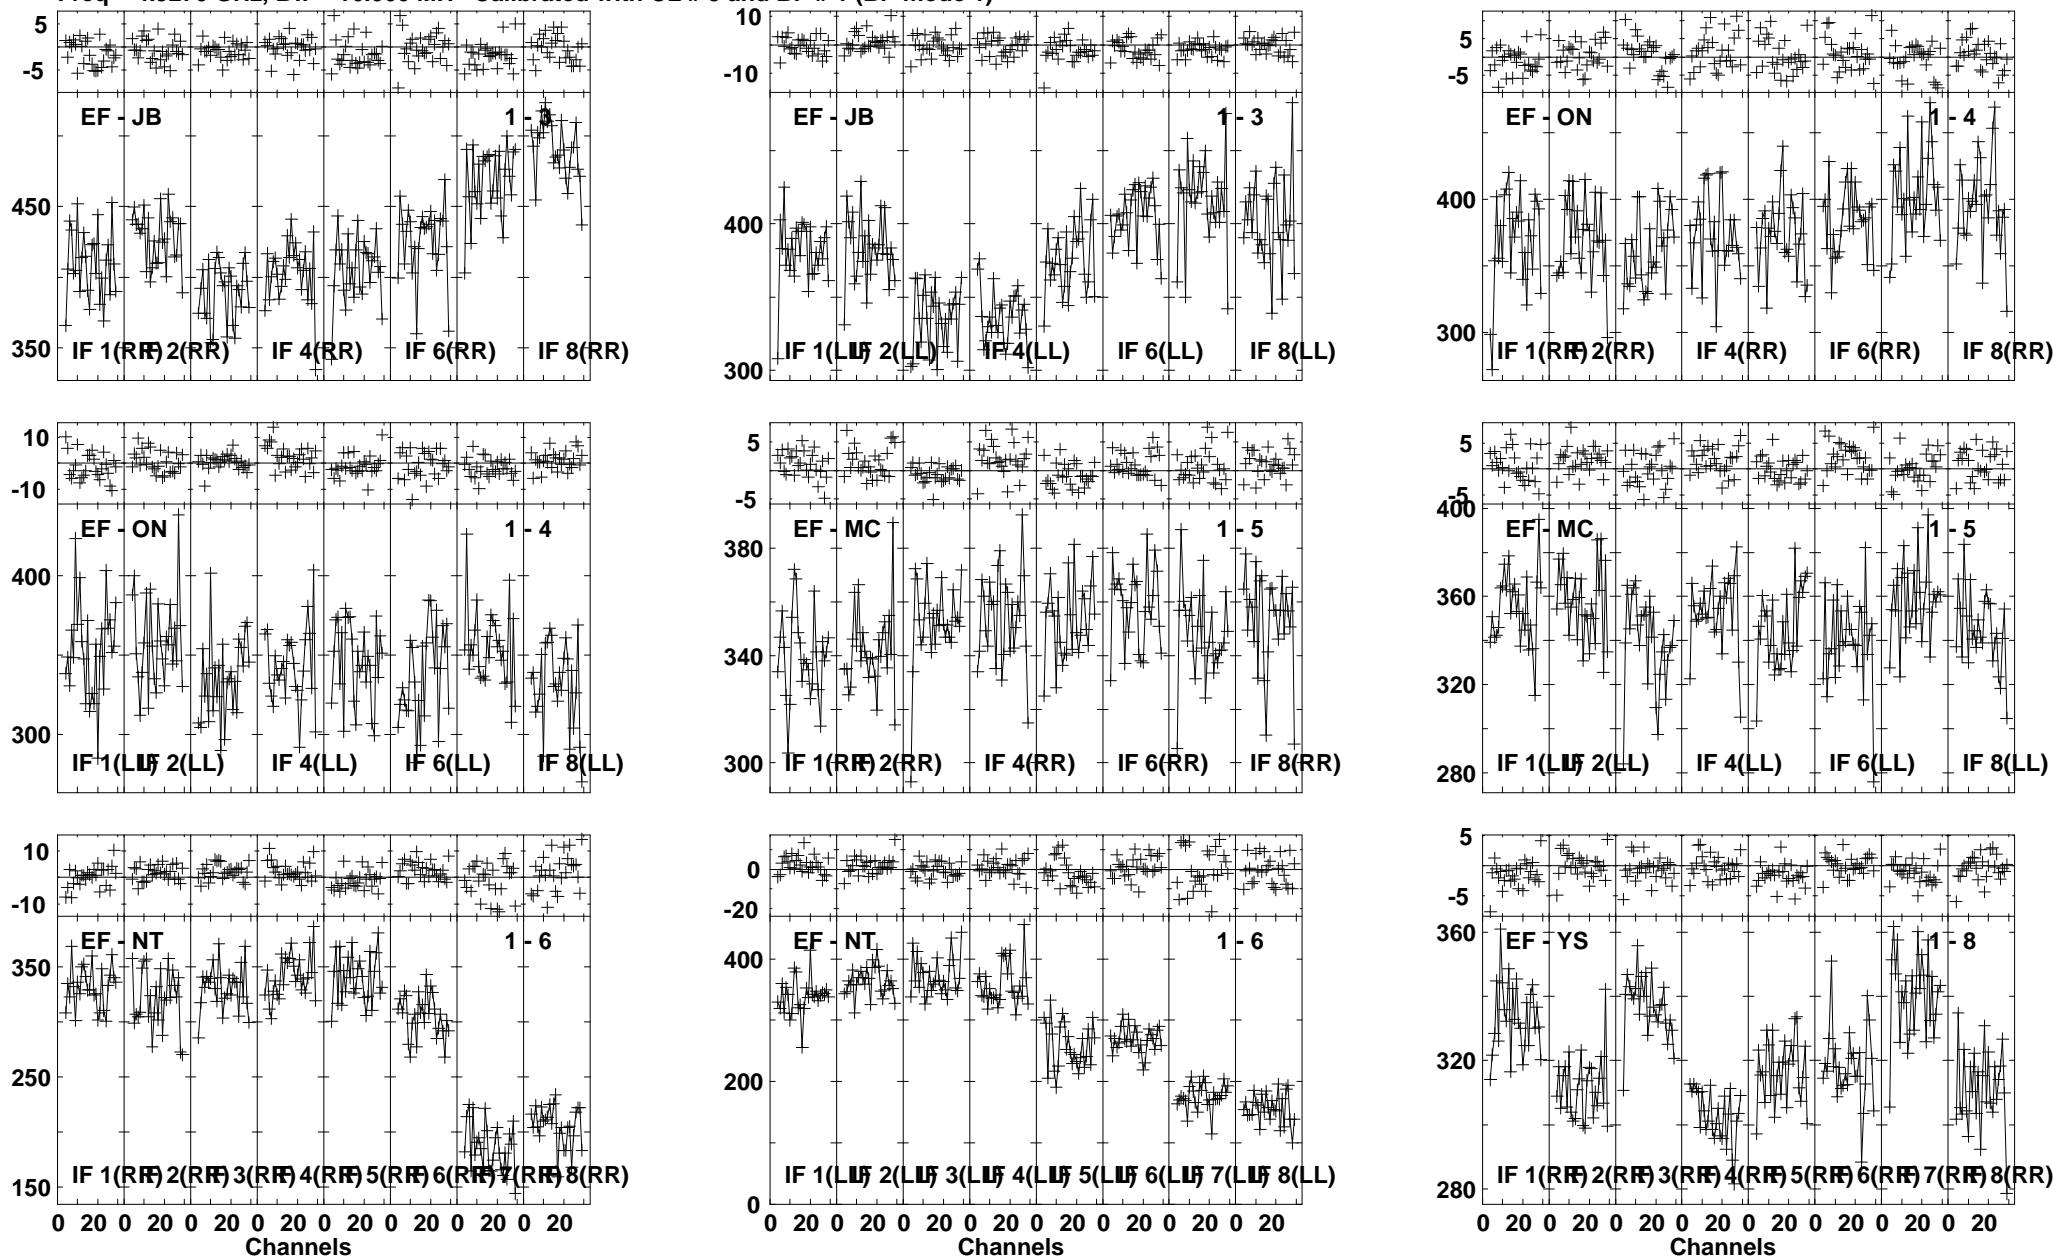 5
-5
EF - JB
1 - 3
450
350
IF 1(RR)
IF 2(RR)
IF 4(RR)
IF 6(RR)
IF 8(RR)
10
-10
EF - JB
1 - 3
400
300
IF 1(LL)
IF 2(LL)
IF 4(LL)
IF 6(LL)
IF 8(LL)
5
-5
EF - ON
1 - 4
400
300
IF 1(RR)
IF 2(RR)
IF 4(RR)
IF 6(RR)
IF 8(RR)
10
-10
EF - ON
1 - 4
400
300
IF 1(LL)
IF 2(LL)
IF 4(LL)
IF 6(LL)
IF 8(LL)
5
-5
EF - MC
1 - 5
380
340
300
IF 1(RR)
IF 2(RR)
IF 4(RR)
IF 6(RR)
IF 8(RR)
5
-5
400
EF - MC
1 - 5
360
320
280
IF 1(LL)
IF 2(LL)
IF 4(LL)
IF 6(LL)
IF 8(LL)
10
-10
EF - NT
1 - 6
350
250
150
IF 1(RR)
IF 2(RR)
IF 3(RR)
IF 4(RR)
IF 5(RR)
IF 6(RR)
IF 7(RR)
IF 8(RR)
0 20 0 20 0 20 0 20 0 20 0 20 0 20 0 20
Channels
0
-20
EF - NT
1 - 6
400
200
0
IF 1(LL)
IF 2(LL)
IF 3(LL)
IF 4(LL)
IF 5(LL)
IF 6(LL)
IF 7(LL)
IF 8(LL)
0 20 0 20 0 20 0 20 0 20 0 20 0 20 0 20
Channels
5
-5
360
EF - YS
1 - 8
320
280
IF 1(RR)
IF 2(RR)
IF 3(RR)
IF 4(RR)
IF 5(RR)
IF 6(RR)
IF 7(RR)
IF 8(RR)
0 20 0 20 0 20 0 20 0 20 0 20 0 20 0 20
Channels